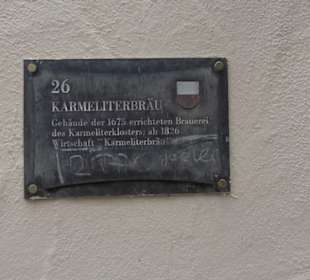 26
KARMELITERBRÄU
Gebäude der 1675 errichteten Brauerei
des Karmeliterklosters; ab 1826
Wirtschaft "Karmeliterbräu"